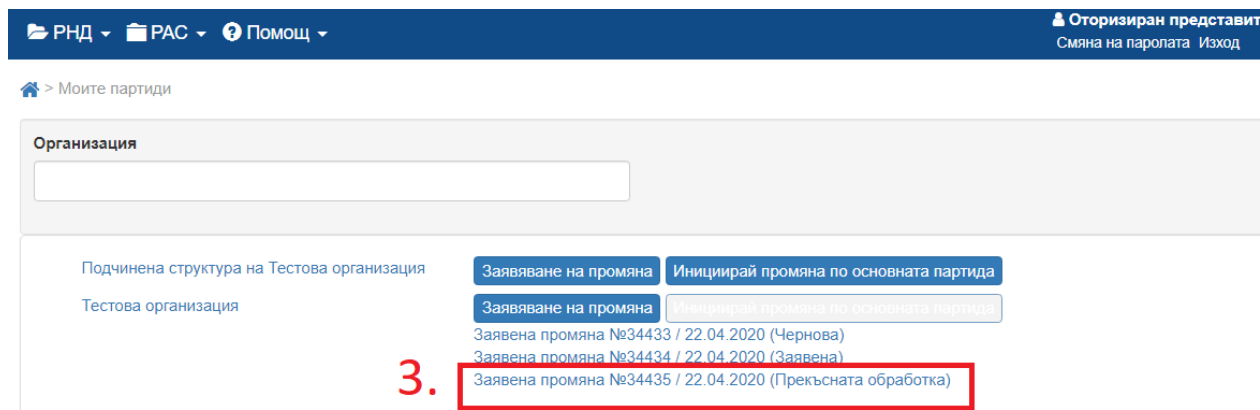 РНД РАС Помощ
Оторизиран представит
Смяна на паролата Изход
> Моите партиди
Организация
Подчинена структура на Тестова организация Заявяване на промяна Инициирай промяна по основната партида
Тестова организация Заявяване на промяна Инициирай промяна по основната партида
Заявена промяна №34433 / 22.04.2020 (Чернова)
Заявена промяна №34434 / 22.04.2020 (Заявена)
3. Заявена промяна №34435 / 22.04.2020 (Прекъсната обработка)